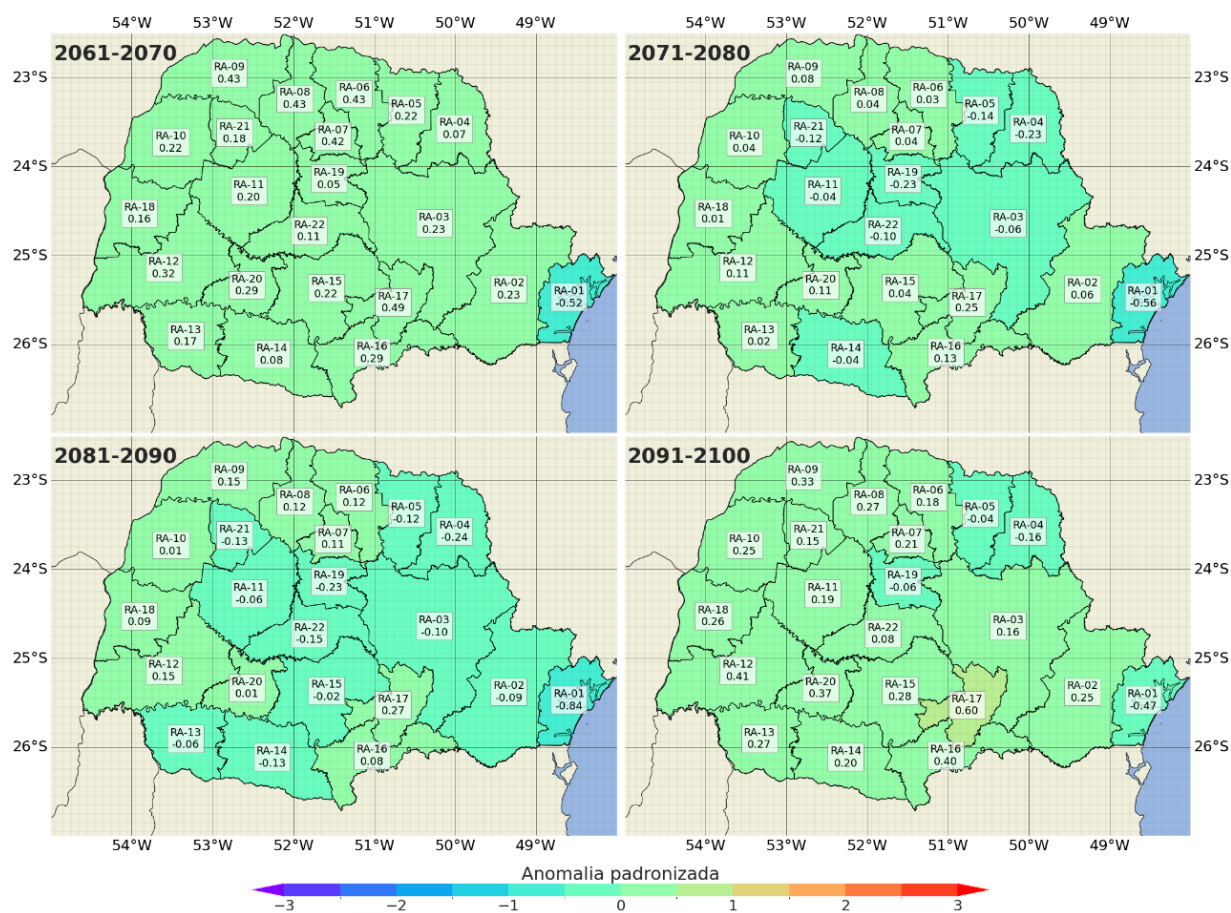 54°W 53°W 52°W 51°W 50°W 49°W 54°W 53°W 52°W 51°W 50°W 49°W
2061-2070
23°S
24°S
25°S
26°S
RA-09
0.43
RA-08
0.43
RA-06
0.43
RA-05
0.22
RA-04
0.07
RA-21
0.18
RA-07
0.42
RA-10
0.22
RA-19
0.05
RA-11
0.20
RA-18
0.16
RA-03
0.23
RA-22
0.11
RA-12
0.32
RA-20
0.29
RA-15
0.22
RA-17
0.49
RA-02
0.23
RA-01
-0.52
RA-13
0.17
RA-14
0.08
RA-16
0.29
2071-2080
23°S
24°S
25°S
26°S
RA-09
0.08
RA-08
0.04
RA-06
0.03
RA-05
-0.14
RA-04
-0.23
RA-21
-0.12
RA-07
0.04
RA-10
0.04
RA-19
-0.23
RA-11
-0.04
RA-18
0.01
RA-03
-0.06
RA-22
-0.10
RA-12
0.11
RA-20
0.11
RA-15
0.04
RA-17
0.25
RA-02
0.06
RA-01
-0.56
RA-13
0.02
RA-14
-0.04
RA-16
0.13
2081-2090
23°S
24°S
25°S
26°S
RA-09
0.15
RA-08
0.12
RA-06
0.12
RA-05
-0.12
RA-04
-0.24
RA-21
-0.13
RA-07
0.11
RA-10
0.01
RA-19
-0.23
RA-11
-0.06
RA-18
0.09
RA-03
-0.10
RA-22
-0.15
RA-12
0.15
RA-20
0.01
RA-15
-0.02
RA-17
0.27
RA-02
-0.09
RA-01
-0.84
RA-13
-0.06
RA-14
-0.13
RA-16
0.08
2091-2100
23°S
24°S
25°S
26°S
RA-09
0.33
RA-08
0.27
RA-06
0.18
RA-05
-0.04
RA-04
-0.16
RA-21
0.15
RA-07
0.21
RA-10
0.25
RA-19
-0.06
RA-11
0.19
RA-18
0.26
RA-03
0.16
RA-22
0.08
RA-12
0.41
RA-20
0.37
RA-15
0.28
RA-17
0.60
RA-02
0.25
RA-01
-0.47
RA-13
0.27
RA-14
0.20
RA-16
0.40
54°W 53°W 52°W 51°W 50°W 49°W 54°W 53°W 52°W 51°W 50°W 49°W
Anomalia padronizada
−3 −2 −1 0 1 2 3